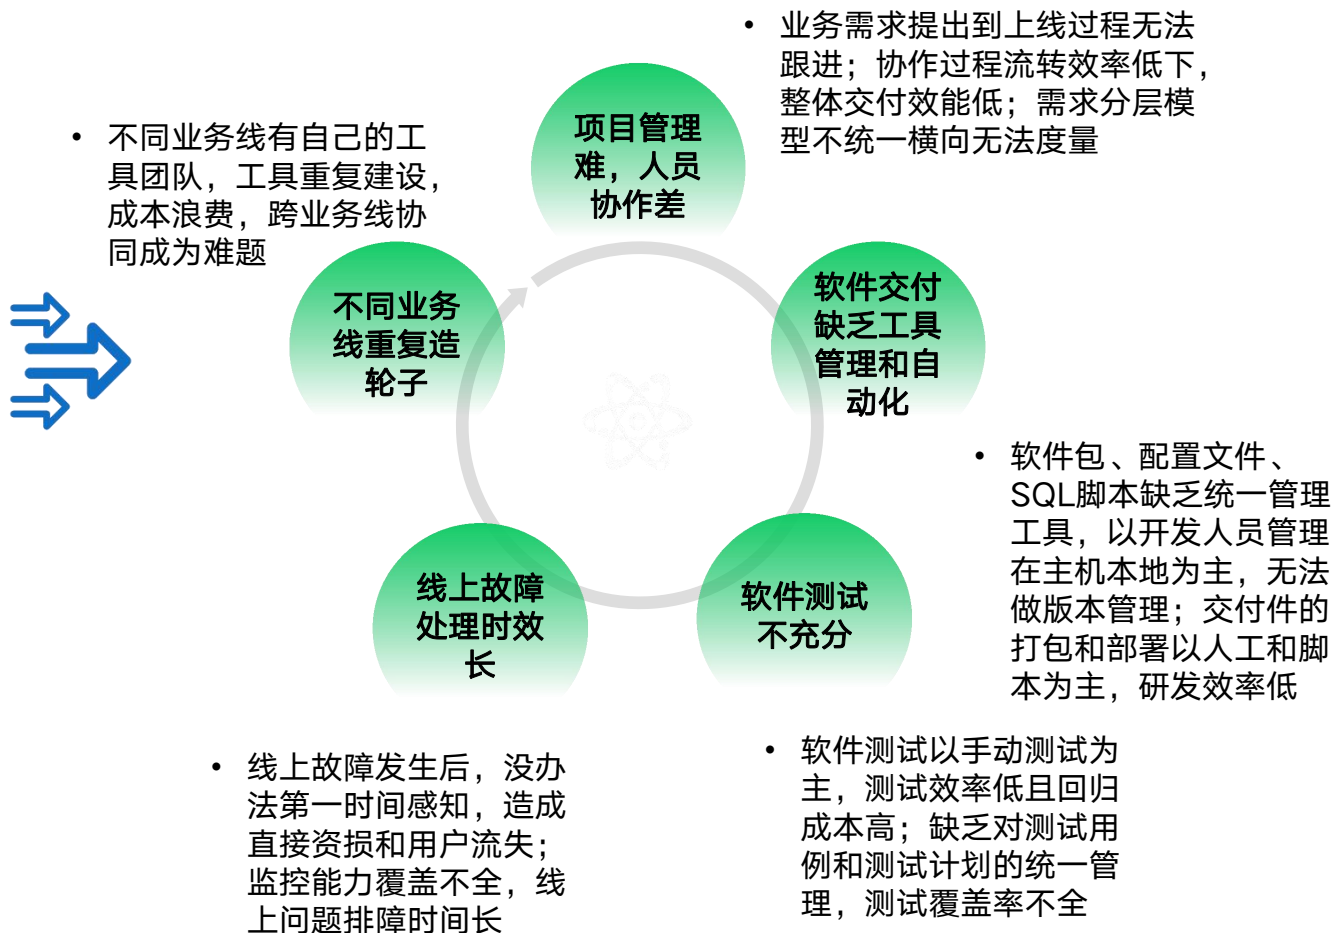 • 业务需求提出到上线过程无法
跟进；协作过程流转效率低下，
整体交付效能低；需求分层模
型不统一横向无法度量
项目管理
难，人员
协作差
• 不同业务线有自己的工
具团队，工具重复建设，
成本浪费，跨业务线协
同成为难题
不同业务
线重复造
轮子
软件交付
缺乏工具
管理和自
动化
• 软件包、配置文件、
SQL脚本缺乏统一管理
工具，以开发人员管理
在主机本地为主，无法
做版本管理；交付件的
打包和部署以人工和脚
本为主，研发效率低
线上故障
处理时效
长
软件测试
不充分
• 线上故障发生后，没办
法第一时间感知，造成
直接资损和用户流失；
监控能力覆盖不全，线
上问题排障时间长
• 软件测试以手动测试为
主，测试效率低且回归
成本高；缺乏对测试用
例和测试计划的统一管
理，测试覆盖率不全